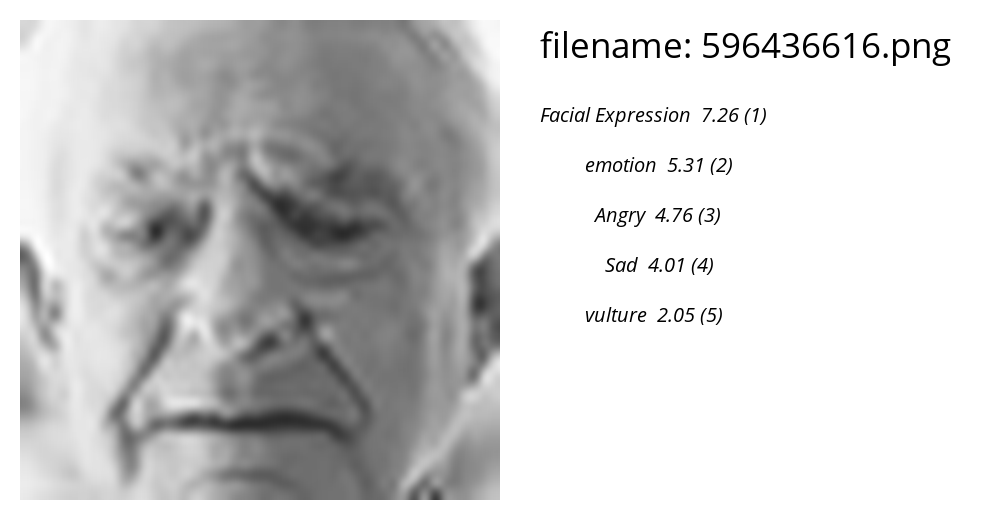 filename: 596436616.png
Facial Expression 7.26 (1)
emotion 5.31 (2)
Angry 4.76 (3)
Sad 4.01 (4)
vulture 2.05 (5)